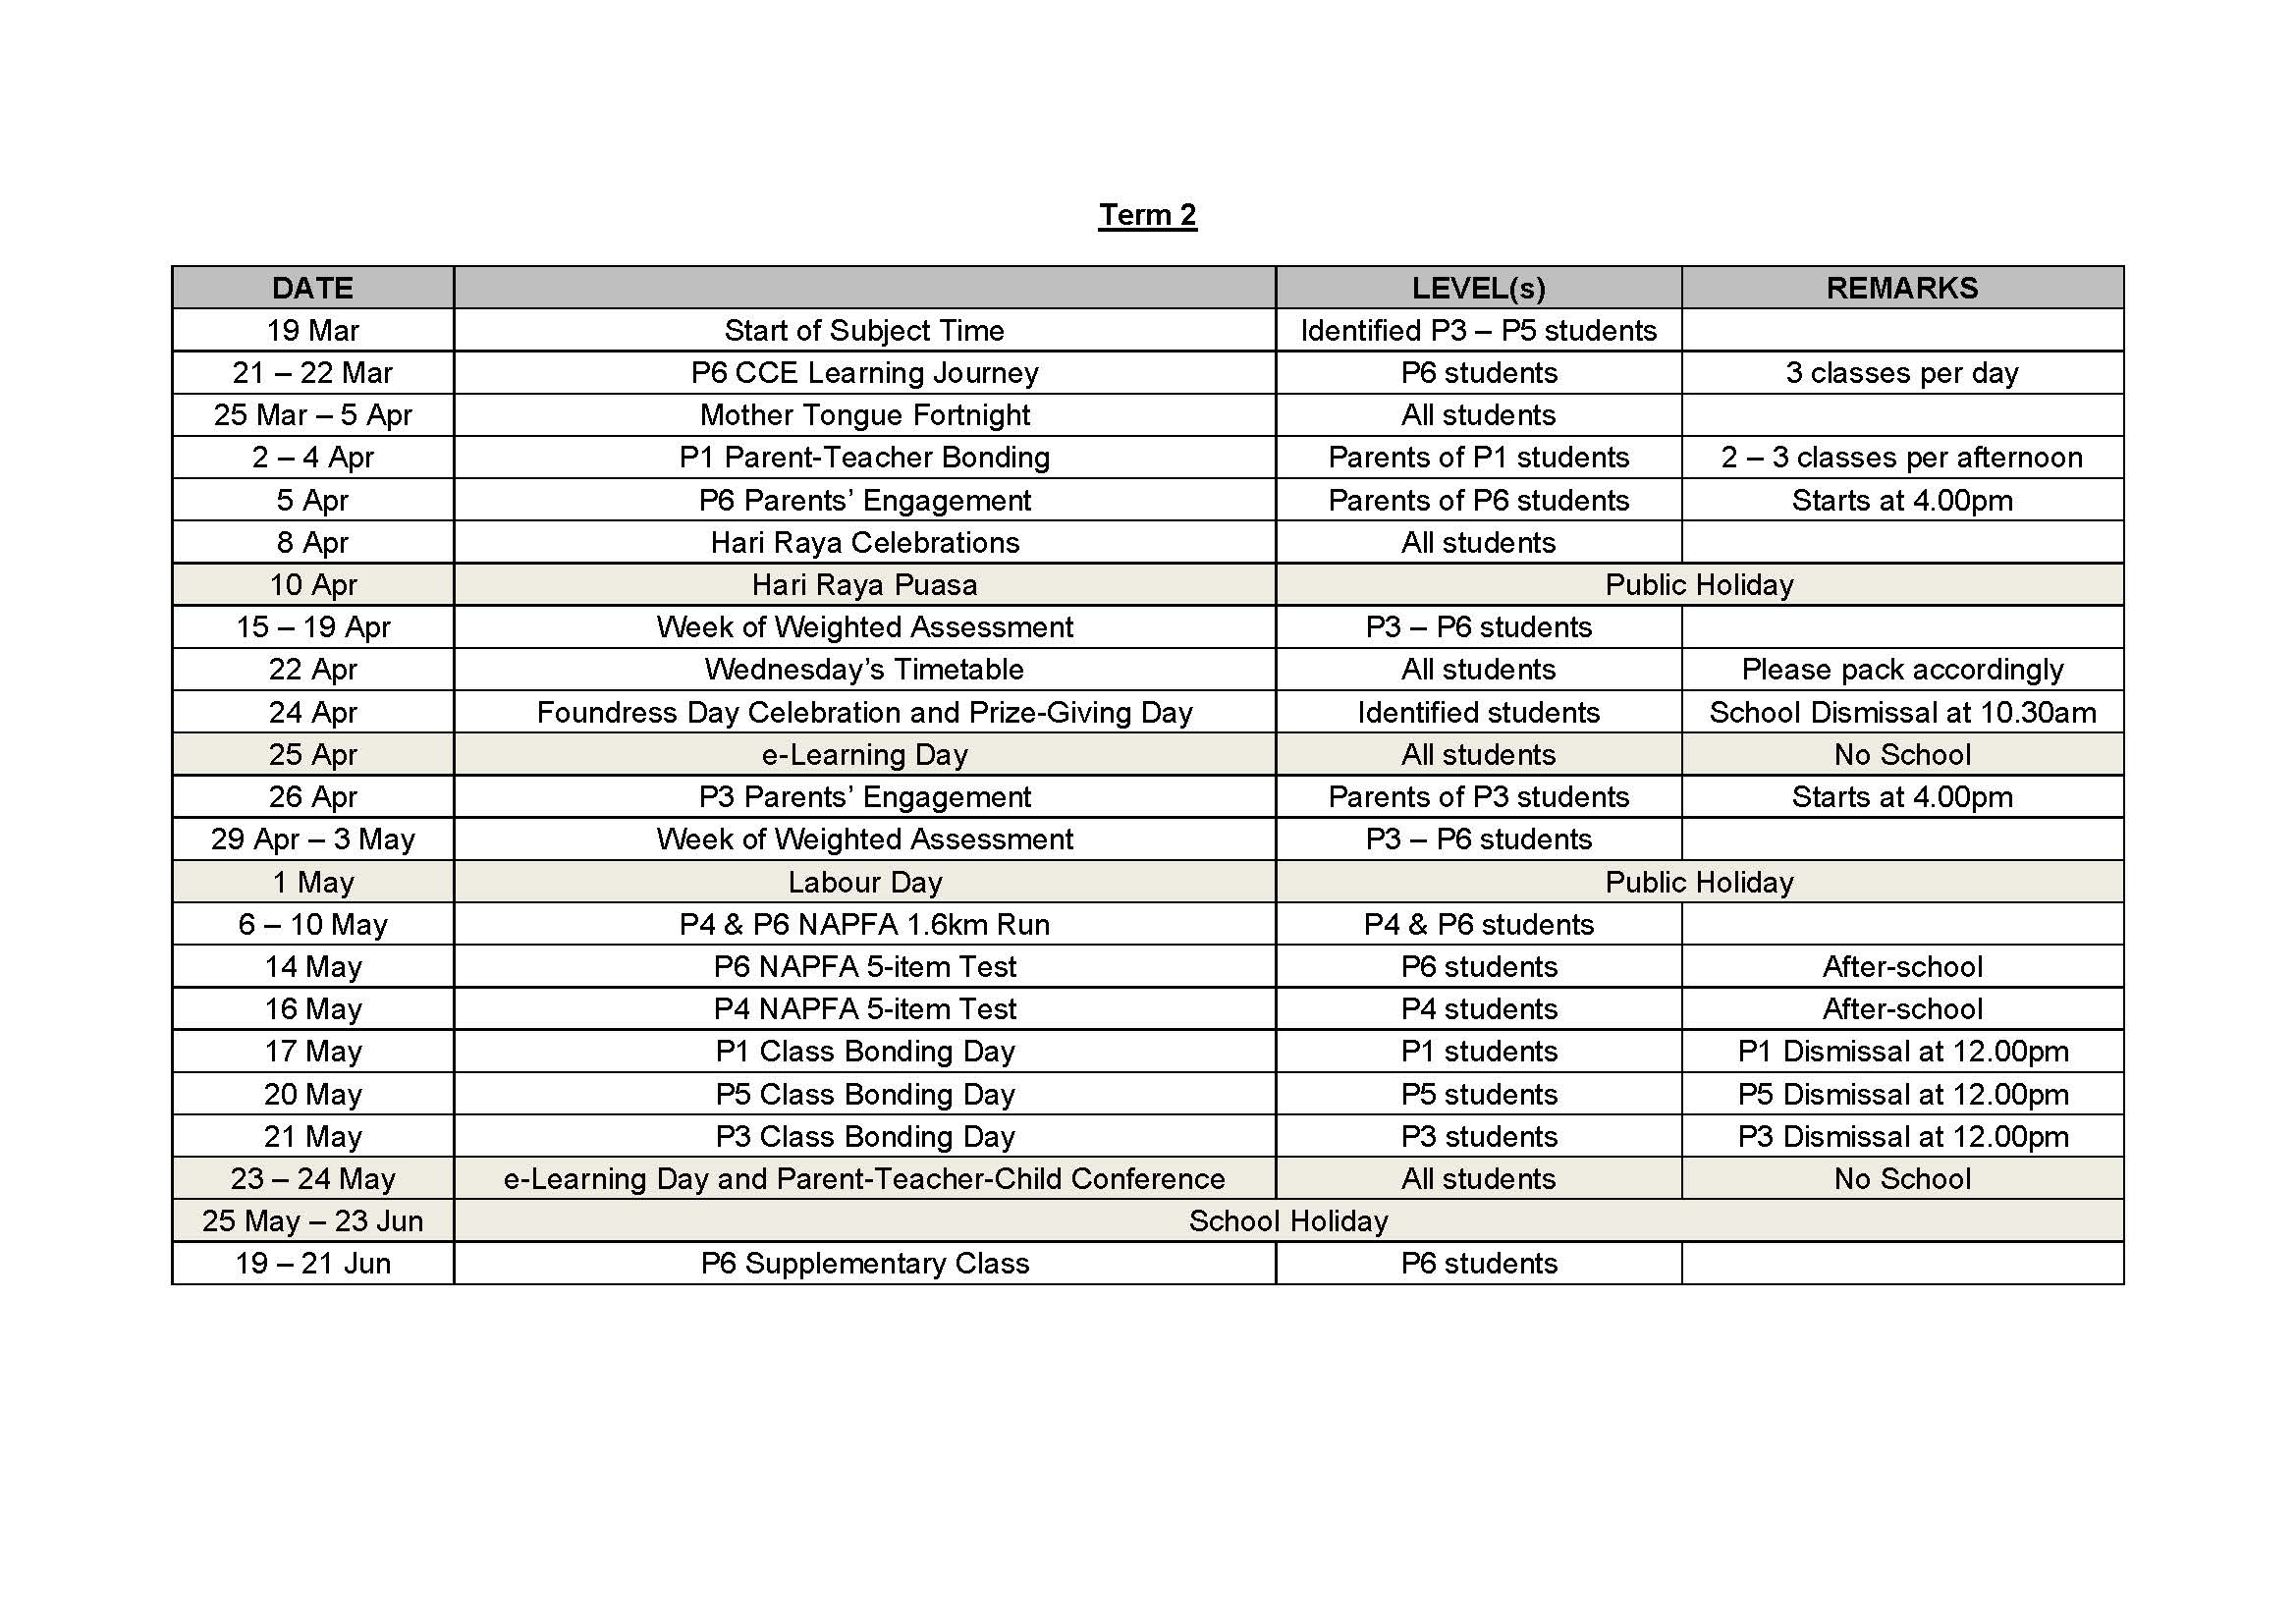 Term 2
DATE LEVEL(s) REMARKS
19 Mar Start of Subject Time Identified P3 – P5 students
21 – 22 Mar P6 CCE Learning Journey P6 students 3 classes per day
25 Mar – 5 Apr Mother Tongue Fortnight All students
2 – 4 Apr P1 Parent-Teacher Bonding Parents of P1 students 2 – 3 classes per afternoon
5 Apr P6 Parents’ Engagement Parents of P6 students Starts at 4.00pm
8 Apr Hari Raya Celebrations All students
10 Apr Hari Raya Puasa Public Holiday
15 – 19 Apr Week of Weighted Assessment P3 – P6 students
22 Apr Wednesday’s Timetable All students Please pack accordingly
24 Apr Foundress Day Celebration and Prize-Giving Day Identified students School Dismissal at 10.30am
25 Apr e-Learning Day All students No School
26 Apr P3 Parents’ Engagement Parents of P3 students Starts at 4.00pm
29 Apr – 3 May Week of Weighted Assessment P3 – P6 students
1 May Labour Day Public Holiday
6 – 10 May P4 & P6 NAPFA 1.6km Run P4 & P6 students
14 May P6 NAPFA 5-item Test P6 students After-school
16 May P4 NAPFA 5-item Test P4 students After-school
17 May P1 Class Bonding Day P1 students P1 Dismissal at 12.00pm
20 May P5 Class Bonding Day P5 students P5 Dismissal at 12.00pm
21 May P3 Class Bonding Day P3 students P3 Dismissal at 12.00pm
23 – 24 May e-Learning Day and Parent-Teacher-Child Conference All students No School
25 May – 23 Jun School Holiday
19 – 21 Jun P6 Supplementary Class P6 students